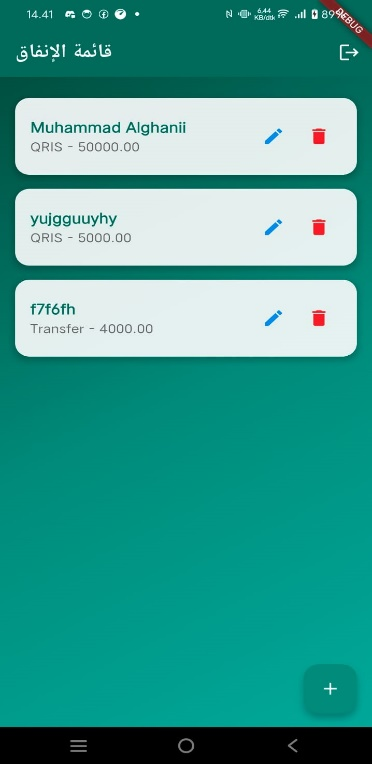 14.41
6.44
KB/dtk
DEBUG
قائمة الإنفاق
Muhammad Alghanii
QRIS - 50000.00
yujgguuyhy
QRIS - 5000.00
f7f6fh
Transfer - 4000.00
+